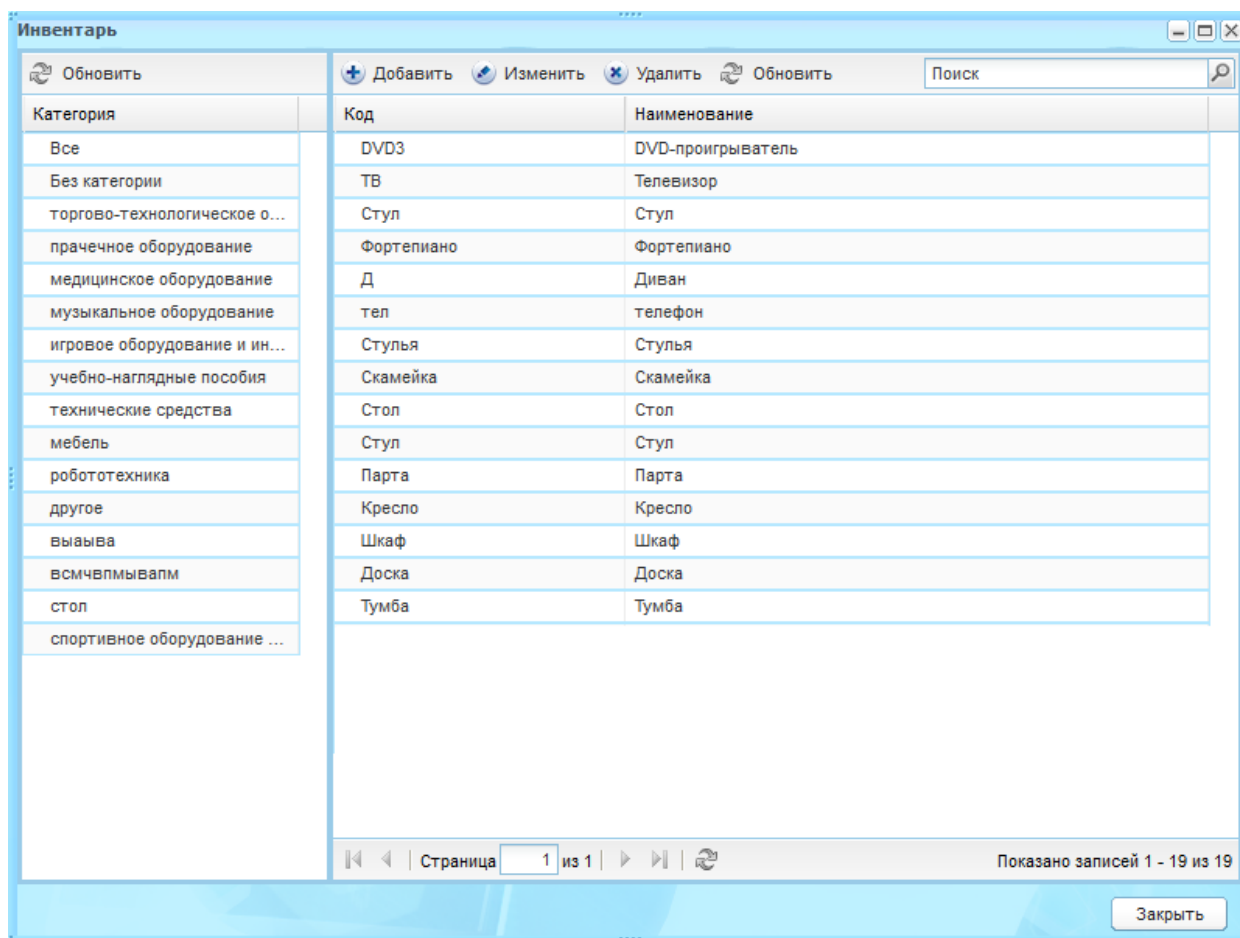 Инвентарь
Обновить
Добавить Изменить Удалить Обновить Поиск
Категория
Код Наименование
Все
Без категории
торгово-технологическое о...
прачечное оборудование
медицинское оборудование
музыкальное оборудование
игровое оборудование и ин...
учебно-наглядные пособия
технические средства
мебель
робототехника
другое
выаыва
всмчвпмывапм
стол
спортивное оборудование ...
DVD3 DVD-проигрыватель
ТВ Телевизор
Стул Стул
Фортепиано Фортепиано
Д Диван
тел телефон
Стулья Стулья
Скамейка Скамейка
Стол Стол
Стул Стул
Парта Парта
Кресло Кресло
Шкаф Шкаф
Доска Доска
Тумба Тумба
Страница 1 из 1 Показано записей 1 - 19 из 19
Закрыть